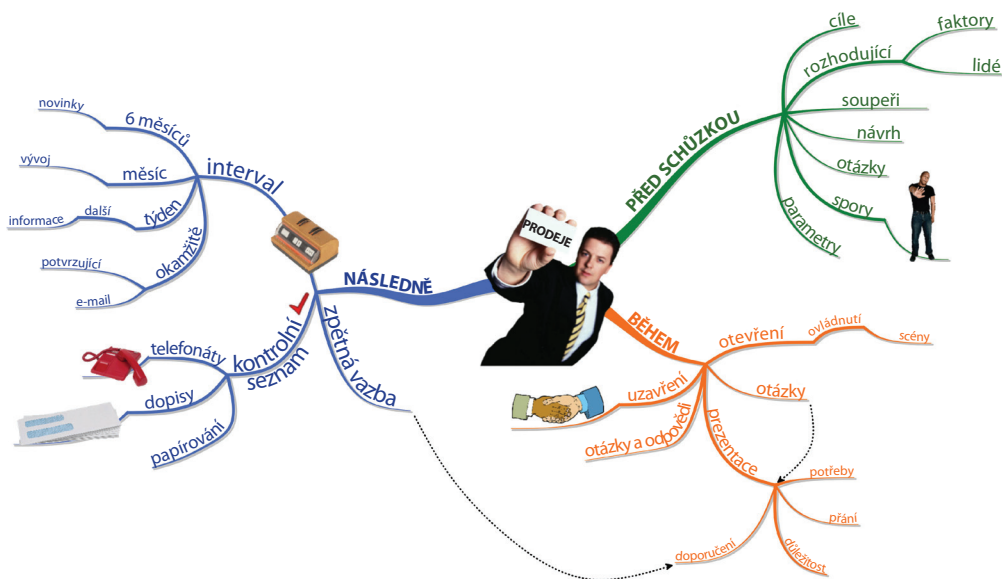 PRODEJE
PŘED SCHŮZKOU
cíle
rozhodující
faktory
lidé
soupeři
návrh
otázky
spory
parametry
BĚHEM
otevření
ovládnutí
scény
otázky
prezentace
potřeby
přání
důležitost
doporučení
otázky a odpovědi
uzavření
NÁSLEDNĚ
zpětná vazba
kontrolní
seznam
telefonáty
dopisy
papírování
interval
okamžitě
potvrzující
e-mail
týden
další
informace
měsíc
vývoj
6 měsíců
novinky